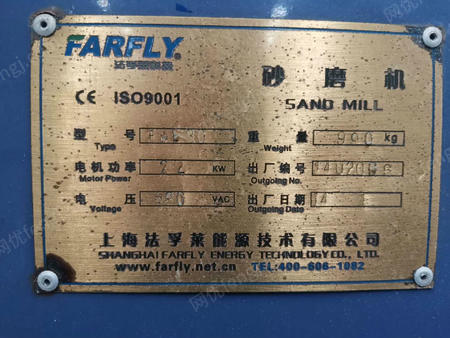 FARFLY
砂磨机
CE ISO9001
SAND MILL
型号
重量 990 kg
Type
Weight
电机功率 22 KW
出厂编号
Motor Power
Outgoing No.
电压 VAC
出厂日期
Voltage
Outgoing Date
上海法孚莱能源技术有限公司
SHANGHAI FARFLY ENERGY TECHNOLOGY CO., LTD.
www.farfly.net.cn TEL:400-606-1082